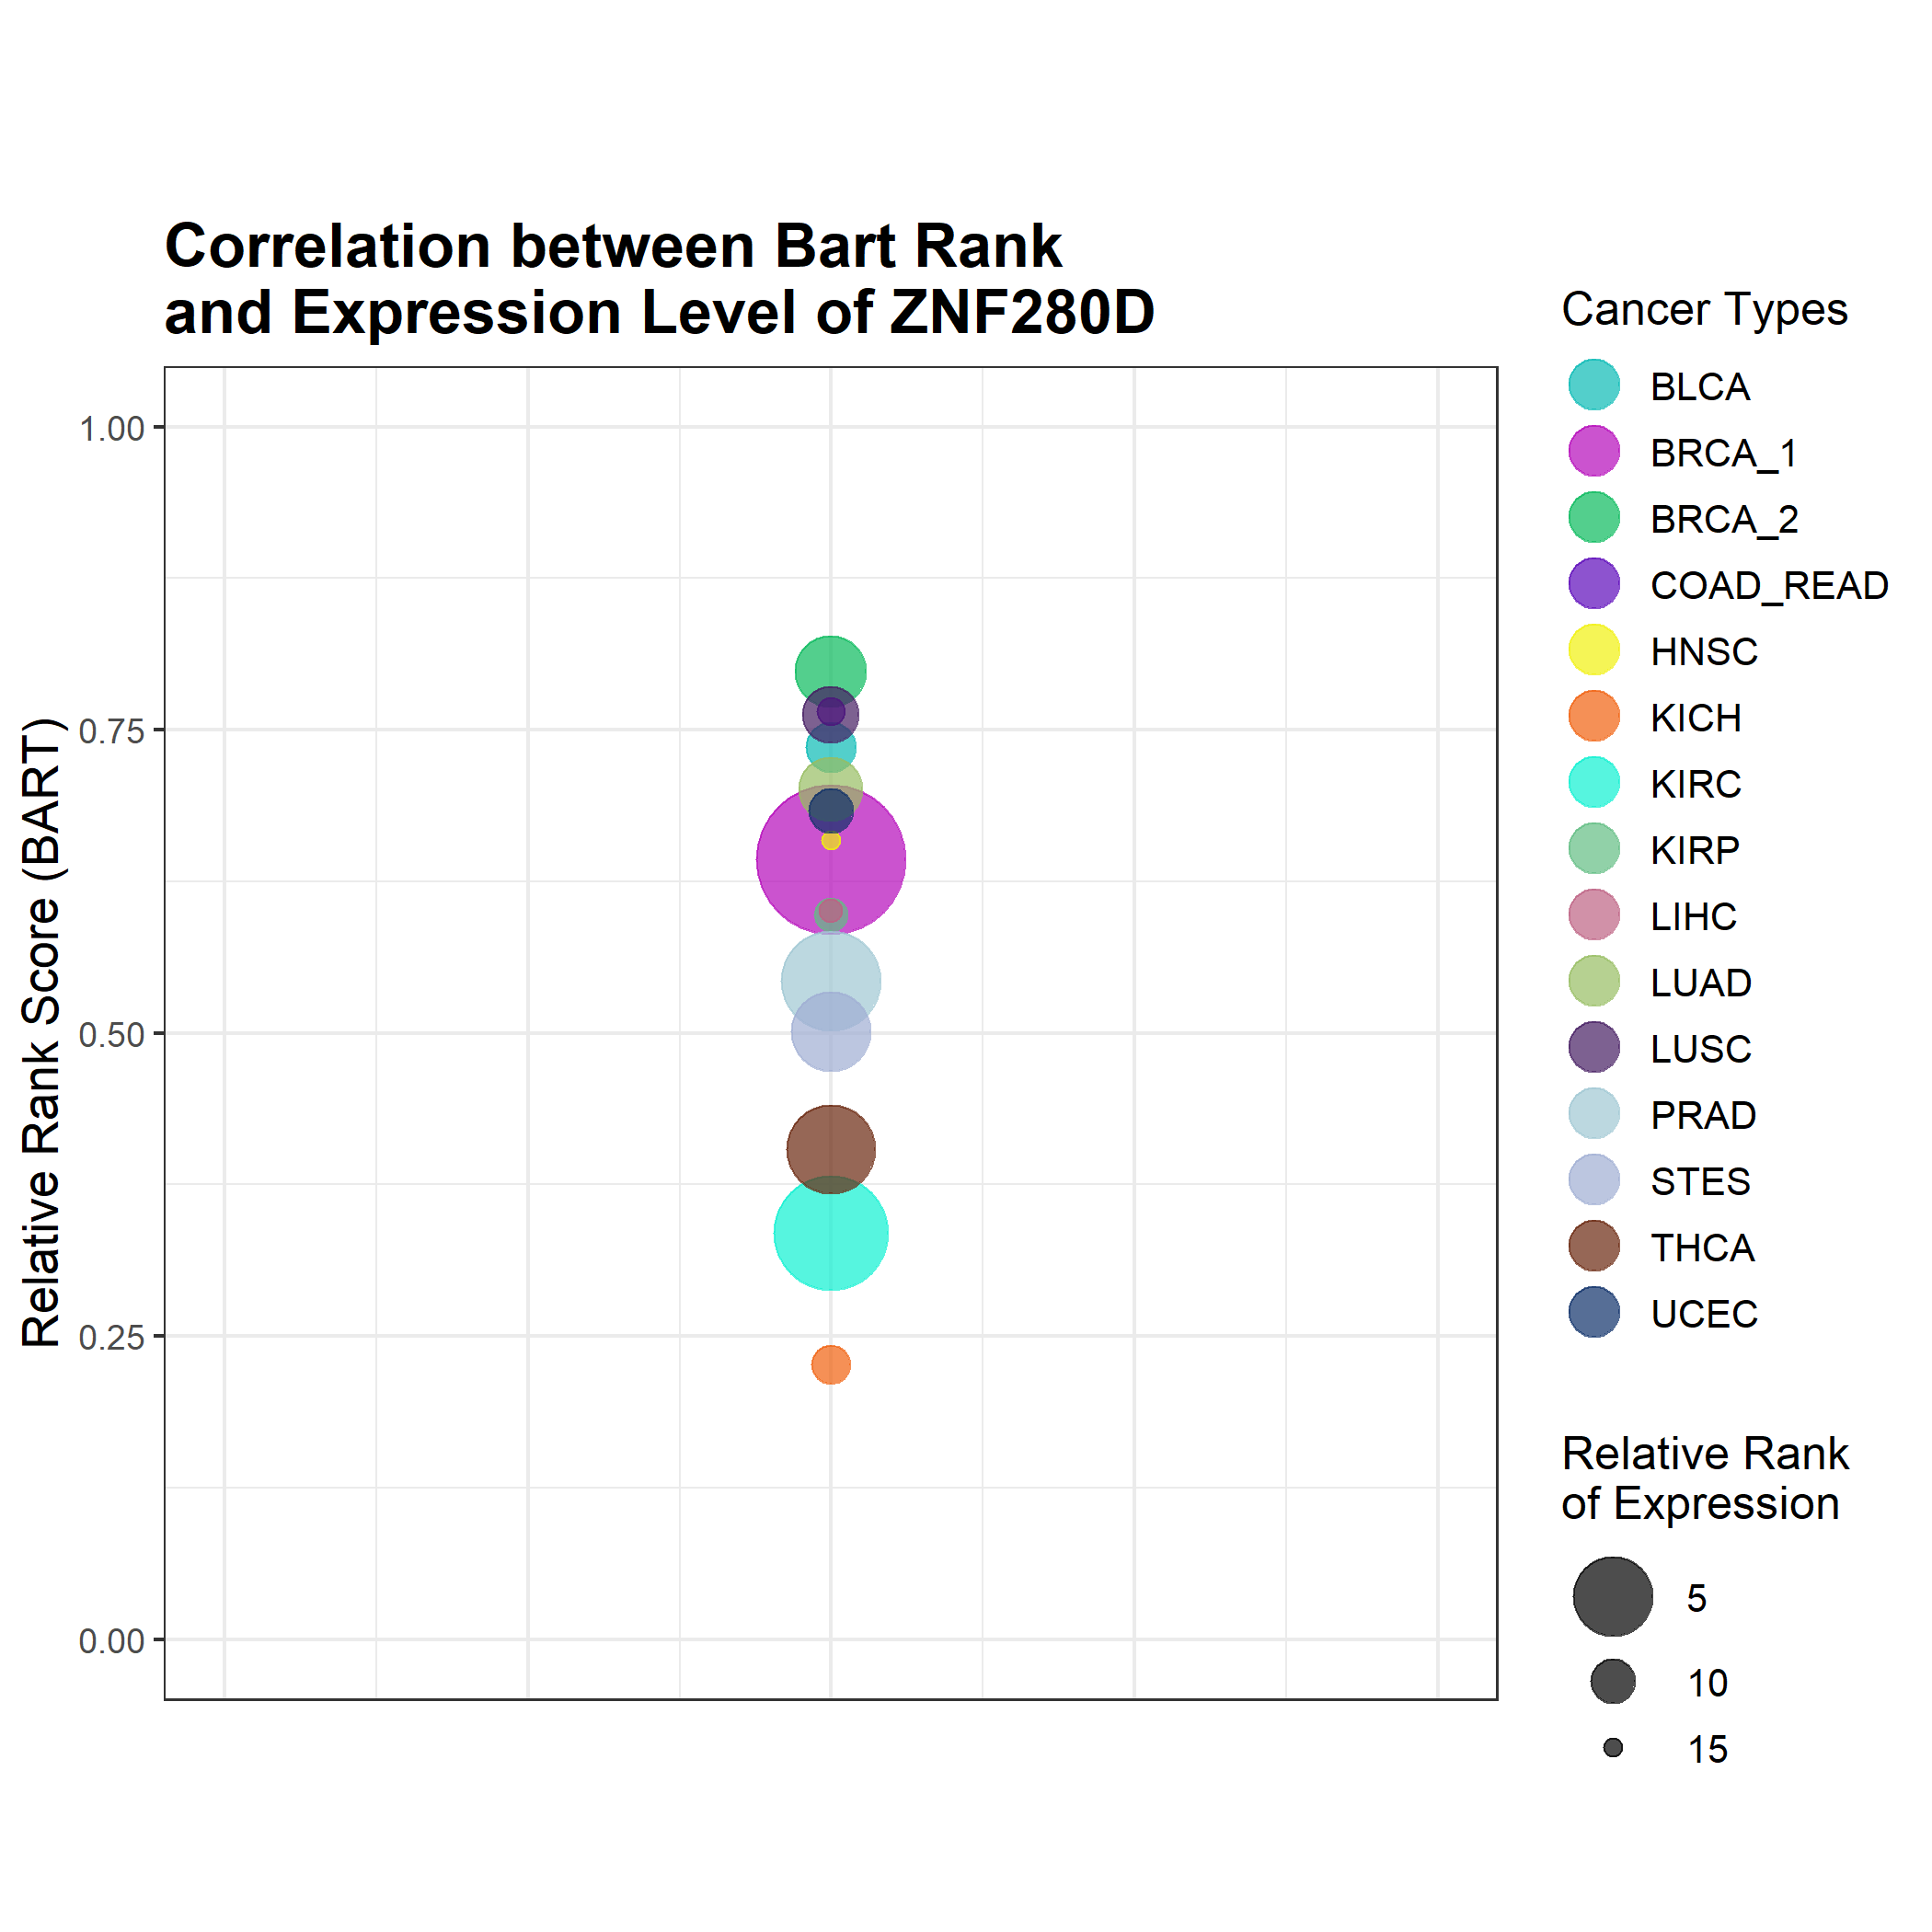 Correlation between Bart Rank
and Expression Level of ZNF280D
Relative Rank Score (BART)
1.00
0.75
0.50
0.25
0.00
Cancer Types
BLCA
BRCA_1
BRCA_2
COAD_READ
HNSC
KICH
KIRC
KIRP
LIHC
LUAD
LUSC
PRAD
STES
THCA
UCEC
Relative Rank
of Expression
5
10
15